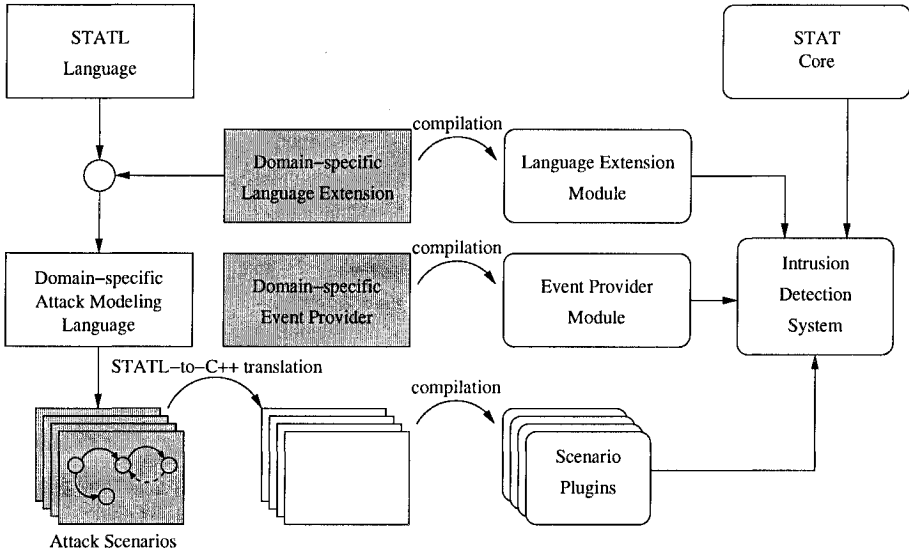 STATL
Language
STAT
Core
compilation
Domain-specific
Language Extension
Language Extension
Module
compilation
Domain-specific
Attack Modeling
Language
Domain-specific
Event Provider
Event Provider
Module
Intrusion
Detection
System
STATL-to-C++ translation
compilation
Scenario
Plugins
Attack Scenarios